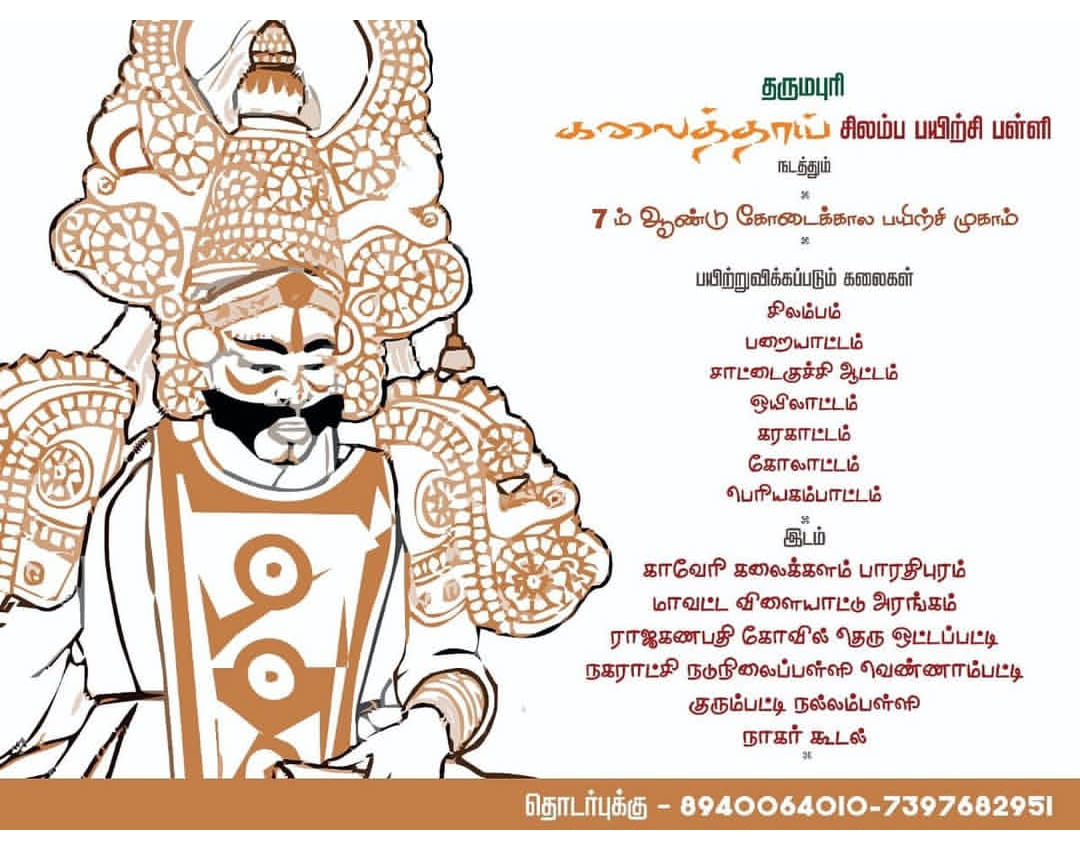 தருமபுரி
கலைத்தாய் சிலம்ப பயிற்சி பள்ளி
நடத்தும்
7 ம் ஆண்டு கோடைக்கால பயிற்சி முகாம்
பயிற்றுவிக்கப்படும் கலைகள்
சிலம்பம்
பறையாட்டம்
சாட்டைகுச்சி ஆட்டம்
ஒயிலாட்டம்
கரகாட்டம்
கோலாட்டம்
பெரியகம்பாட்டம்
இடம்
காவேரி கலைக்களம் பாரதிபுரம்
மாவட்ட விளையாட்டு அரங்கம்
ராஜகணபதி கோவில் தெரு ஒட்டப்பட்டி
நகராட்சி நடுநிலைப்பள்ளி வெண்ணாம்பட்டி
குரும்பட்டி நல்லம்பள்ளி
நாகர் கூடல்
தொடர்புக்கு - 8940064010-7397682951